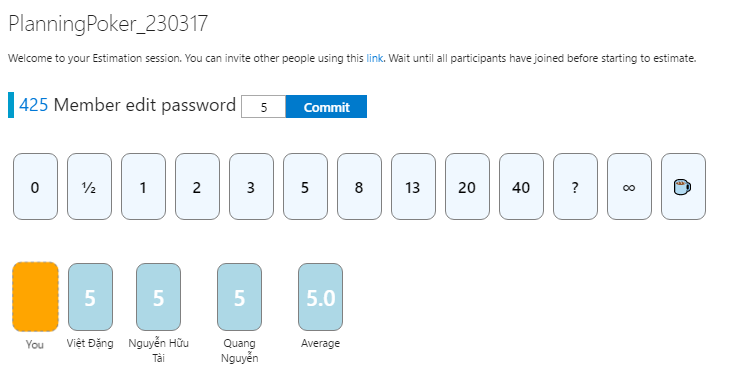 PlanningPoker_230317
Welcome to your Estimation session. You can invite other people using this link. Wait until all participants have joined before starting to estimate.
425 Member edit password 5 Commit
0 ½ 1 2 3 5 8 13 20 40 ? ∞
5 5 5 5.0
You Việt Đặng Nguyễn Hữu Tài Quang Nguyễn Average